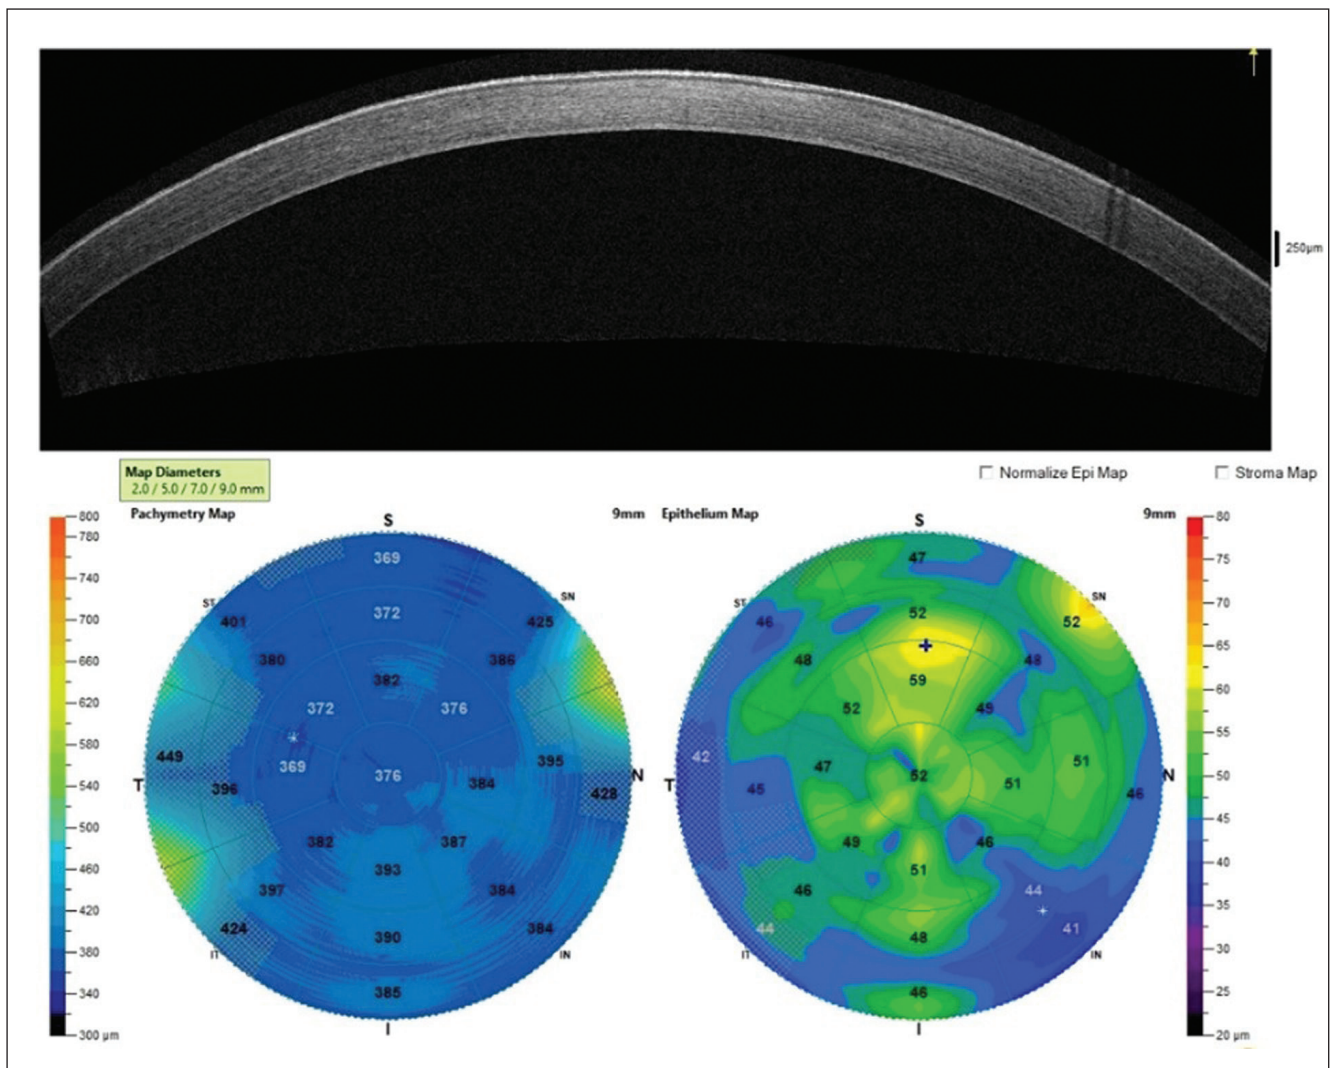 250µm
Map Diameters
2.0 / 5.0 / 7.0 / 9.0 mm
Normalize Epi Map
Stroma Map
Pachymetry Map
9mm
Epithelium Map
9mm
800
780
740
700
660
620
580
540
500
460
420
380
340
300 µm
S
SN
N
IN
I
IT
T
ST
369
372
401
425
380
386
382
372
376
369
376
384
395
449
396
428
382
387
393
397
384
424
390
384
385
S
SN
N
IN
I
IT
T
ST
47
52
46
52
48
48
59
52
49
42
47
52
51
51
45
46
49
46
51
46
44
44
48
41
46
80
75
70
65
60
55
50
45
40
35
30
25
20 µm